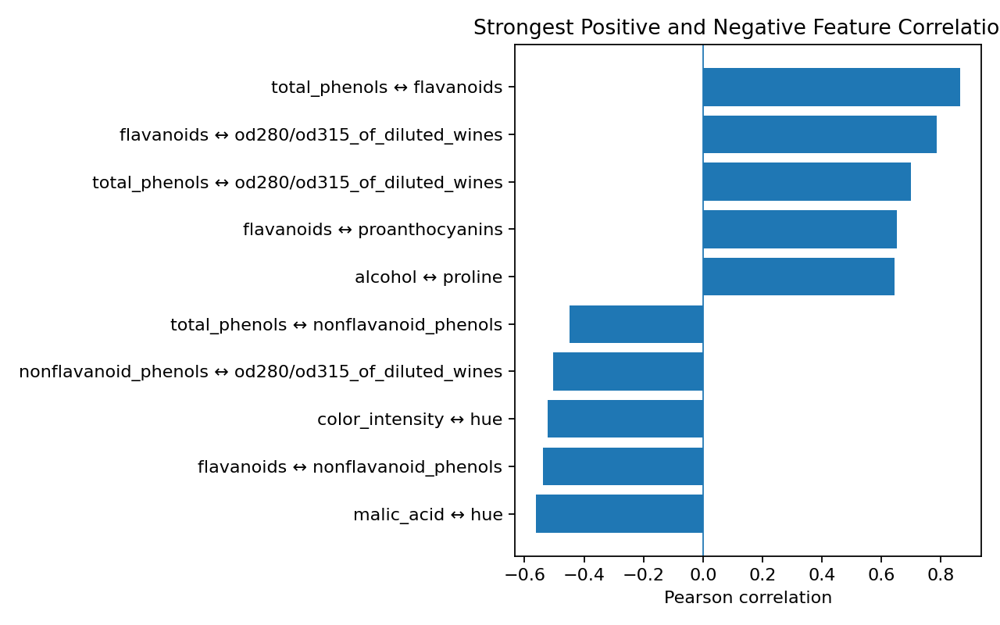 Strongest Positive and Negative Feature Correlatio
total_phenols ↔ flavanoids
flavanoids ↔ od280/od315_of_diluted_wines
total_phenols ↔ od280/od315_of_diluted_wines
flavanoids ↔ proanthocyanins
alcohol ↔ proline
total_phenols ↔ nonflavanoid_phenols
nonflavanoid_phenols ↔ od280/od315_of_diluted_wines
color_intensity ↔ hue
flavanoids ↔ nonflavanoid_phenols
malic_acid ↔ hue
−0.6 −0.4 −0.2 0.0 0.2 0.4 0.6 0.8
Pearson correlation